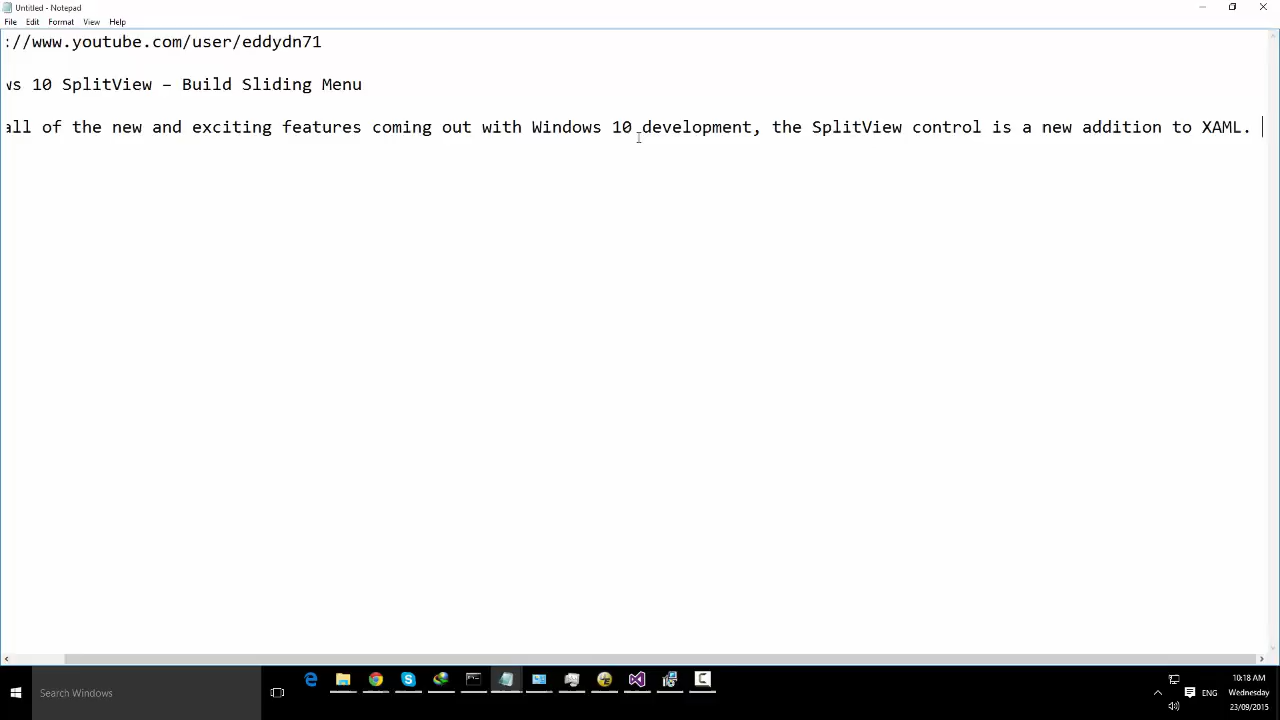 Untitled - Notepad
File Edit Format View Help
://www.youtube.com/user/eddydn71
ws 10 SplitView – Build Sliding Menu
all of the new and exciting features coming out with Windows 10 development, the SplitView control is a new addition to XAML.
Search Windows
ENG
10:18 AM
Wednesday
23/09/2015